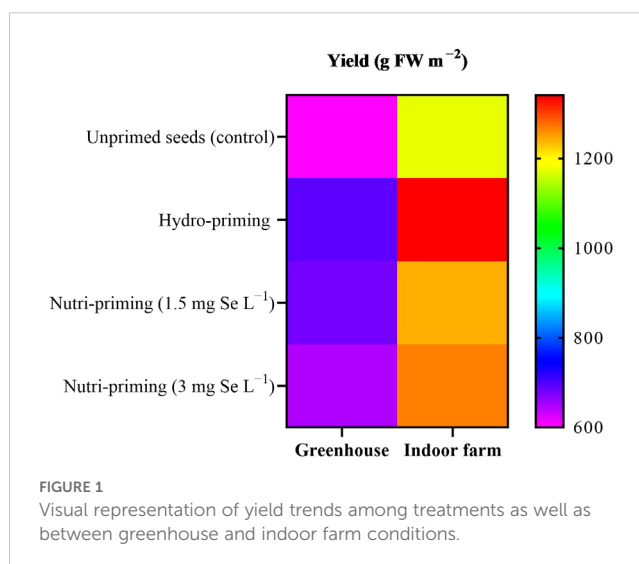 Yield (g FW m⁻²)
Unprimed seeds (control)
Hydro-priming
Nutri-priming (1.5 mg Se L⁻¹)
Nutri-priming (3 mg Se L⁻¹)
Greenhouse Indoor farm
1200
1000
800
600
FIGURE 1
Visual representation of yield trends among treatments as well as
between greenhouse and indoor farm conditions.